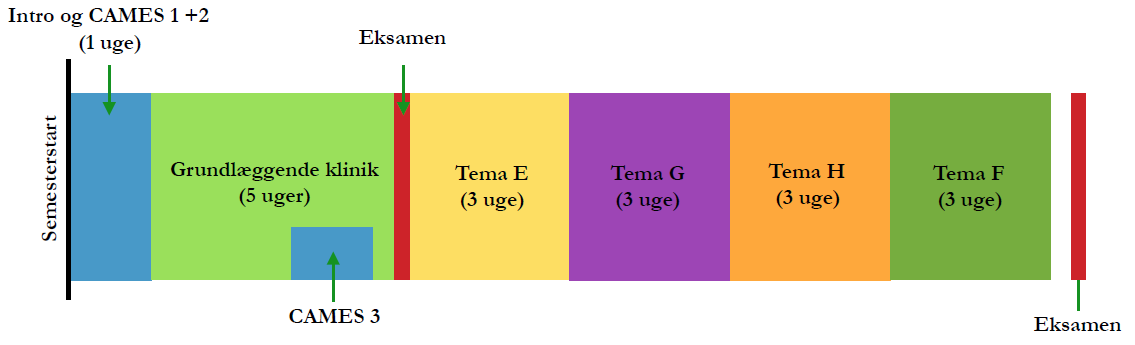 Intro og CAMES 1 +2
(1 uge)
Eksamen
Semesterstart
Grundlæggende klinik
(5 uger)
CAMES 3
Tema E
(3 uge)
Tema G
(3 uge)
Tema H
(3 uge)
Tema F
(3 uge)
Eksamen